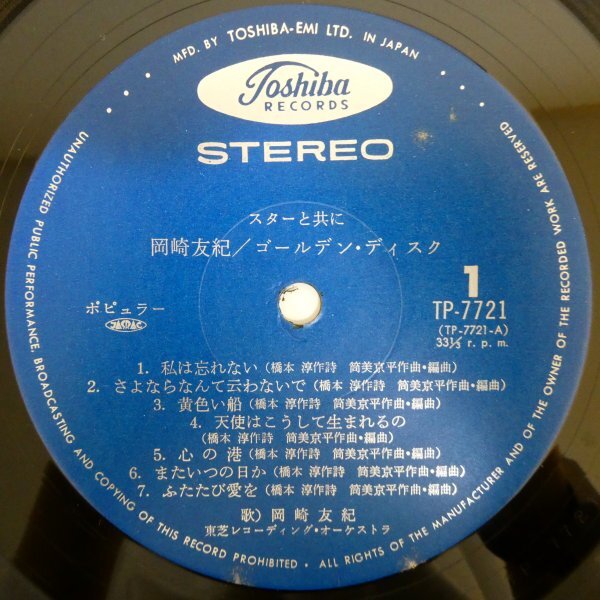 MFD. BY TOSHIBA-EMI LTD. IN JAPAN
Toshiba
RECORDS
STEREO
スターと共に
岡崎友紀/ゴールデン・ディスク
1
TP-7721
(TP-7721-A)
33⅓ r. p. m.
ポピュラー
JASRAC
1. 私は忘れない (橋本 淳作詩 筒美京平作曲・編曲)
2. さよならなんて云わないで (橋本 淳作詩 筒美京平作曲・編曲)
3. 黄色い船 (橋本 淳作詩 筒美京平作曲・編曲)
4. 天使はこうして生まれるの
(橋本 淳作詩 筒美京平作曲・編曲)
5. 心の港 (橋本 淳作詩 筒美京平作曲・編曲)
6. またいつの日か (橋本 淳作詩 筒美京平作曲・編曲)
7. ふたたび愛を (橋本 淳作詩 筒美京平作曲・編曲)
歌) 岡崎友紀
東芝レコーディング・オーケストラ
UNAUTHORIZED PUBLIC PERFORMANCE, BROADCASTING AND COPYING OF THIS RECORD PROHIBITED • ALL RIGHTS OF THE MANUFACTURER AND OF THE OWNER OF THE RECORDED WORK ARE RESERVED